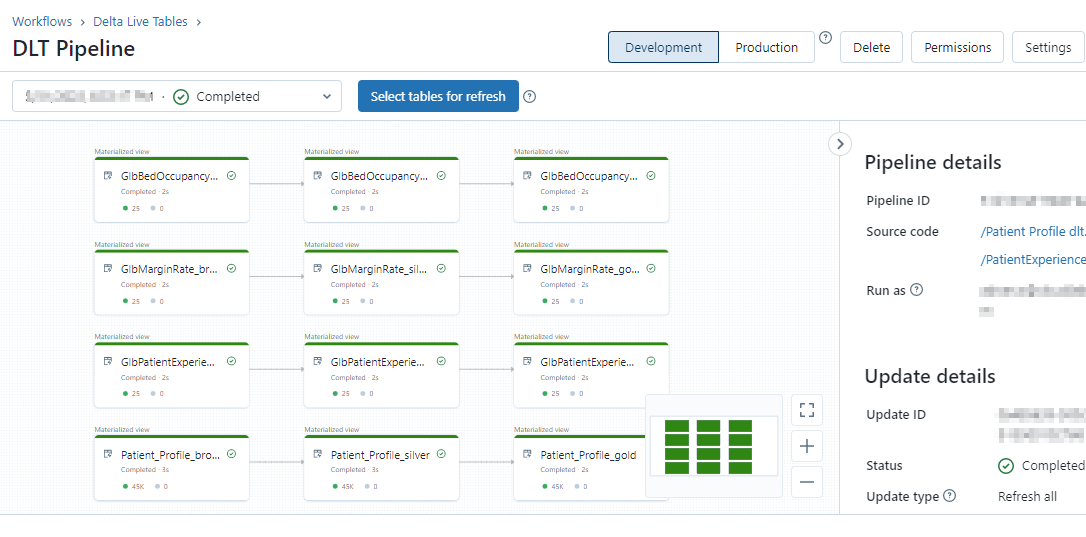 Workflows › Delta Live Tables ›
DLT Pipeline
Development Production ? Delete Permissions Settings
· Completed
Select tables for refresh ?
Materialized view Materialized view Materialized view
GlbBedOccupancy... GlbBedOccupancy... GlbBedOccupancy...
Completed · 2s Completed · 2s Completed · 2s
25 0 25 0 25 0
Materialized view Materialized view Materialized view
GlbMarginRate_br... GlbMarginRate_sil... GlbMarginRate_go...
Completed · 2s Completed · 2s Completed · 2s
25 0 25 0 25 0
Materialized view Materialized view Materialized view
GlbPatientExperie... GlbPatientExperie... GlbPatientExperie...
Completed · 2s Completed · 2s Completed · 2s
25 0 25 0 25 0
Materialized view Materialized view Materialized view
Patient_Profile_bro... Patient_Profile_silver Patient_Profile_gold
Completed · 3s Completed · 3s Completed · 2s
45K 0 45K 0 45K 0
Pipeline details
Pipeline ID
Source code /Patient Profile dlt.
/PatientExperience
Run as ?
Update details
Update ID
Status Completed
Update type ? Refresh all